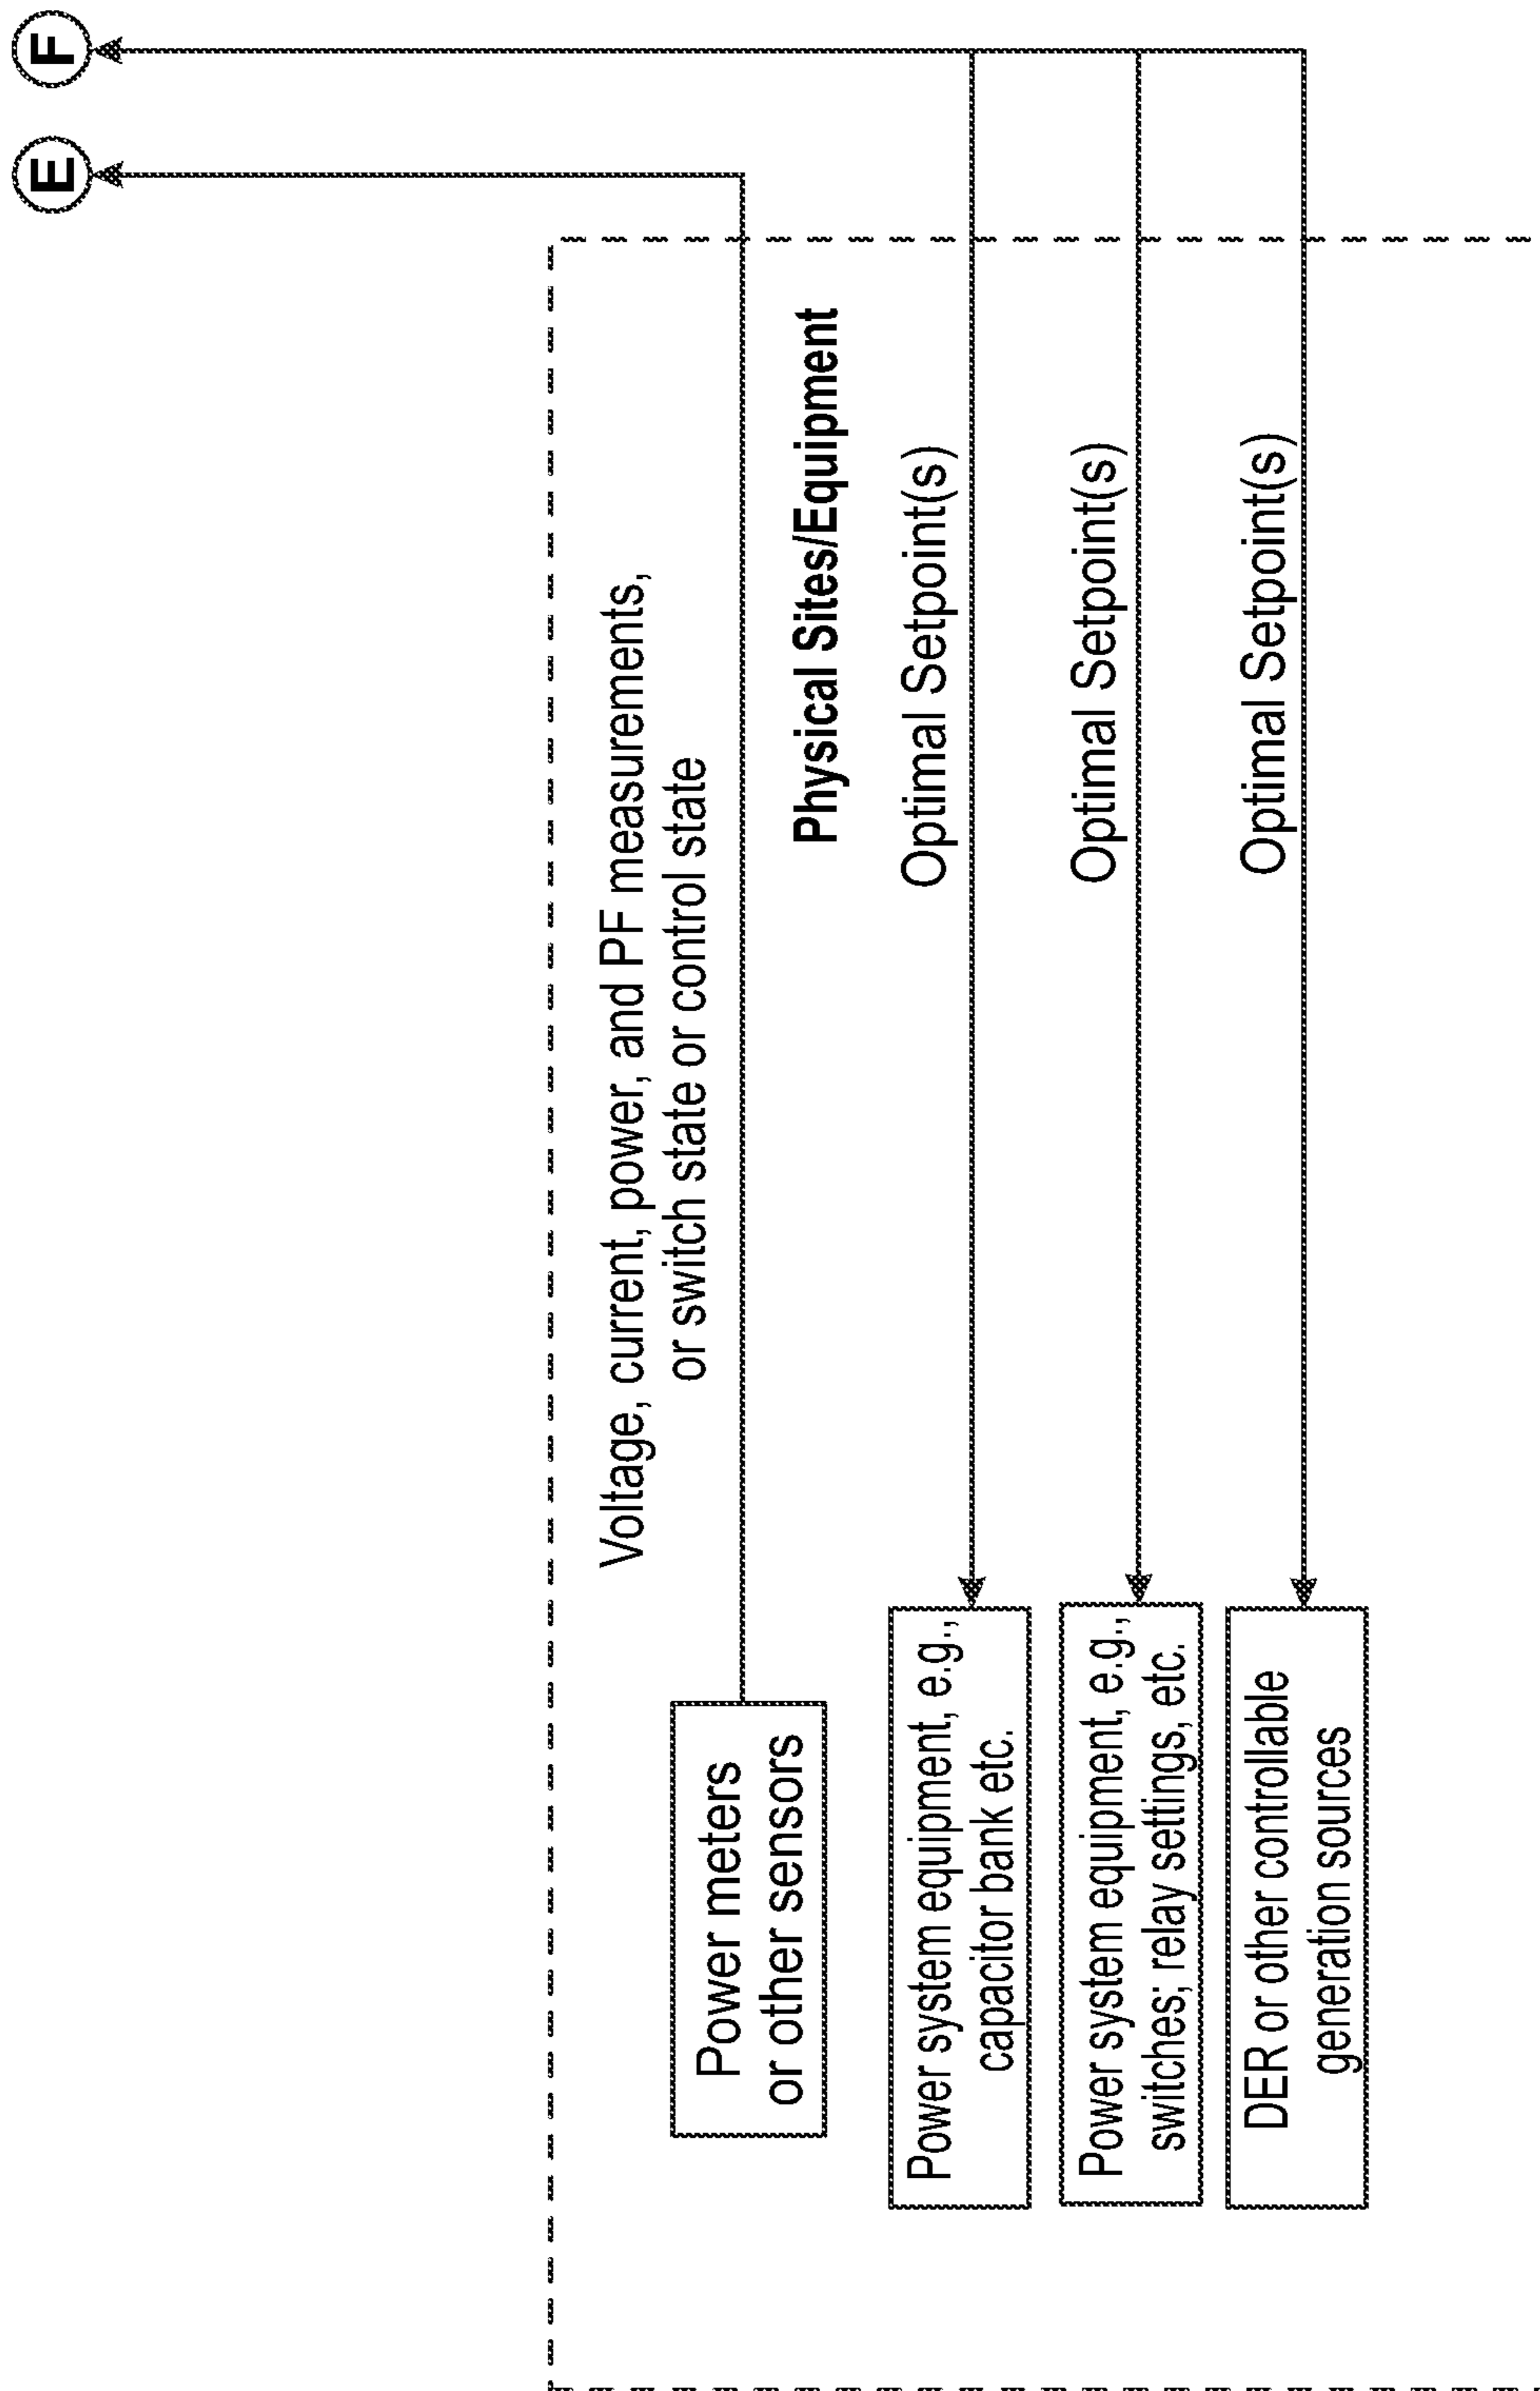 E
F
Voltage, current, power, and PF measurements,
or switch state or control state
Power meters
or other sensors
Physical Sites/Equipment
Optimal Setpoint(s)
Power system equipment, e.g.,
capacitor bank etc.
Optimal Setpoint(s)
Power system equipment, e.g.,
switches; relay settings, etc.
Optimal Setpoint(s)
DER or other controllable
generation sources